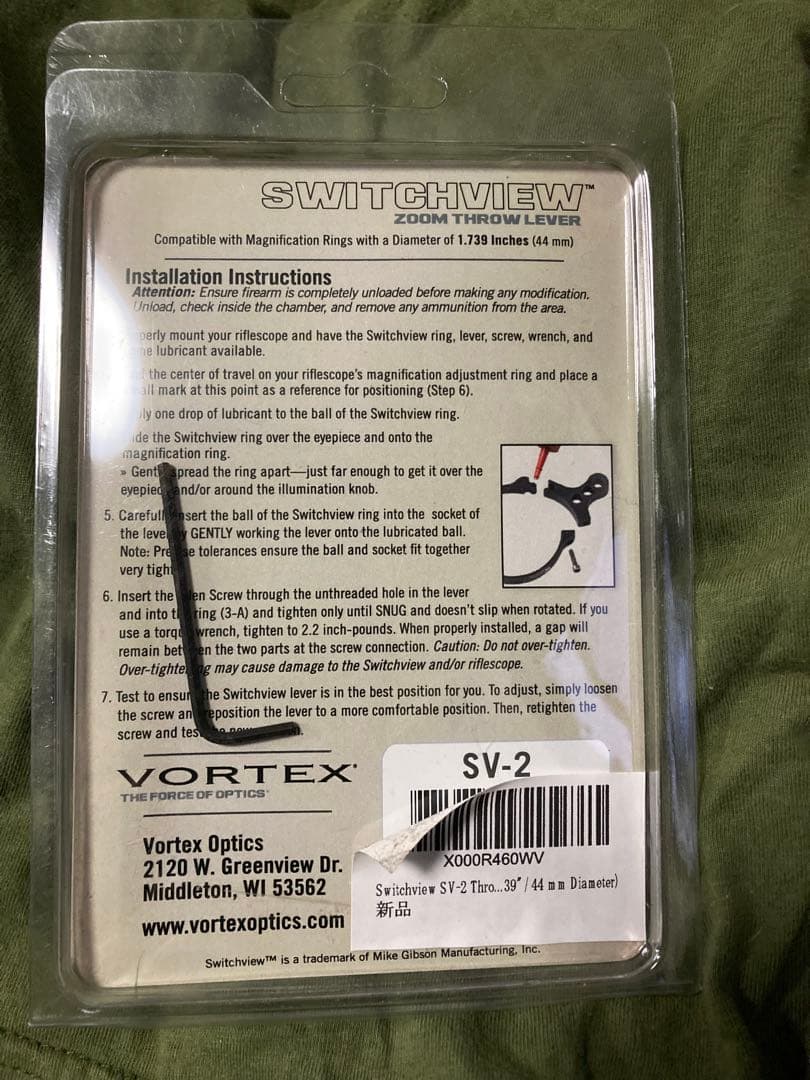 SWITCHVIEW™
ZOOM THROW LEVER
Compatible with Magnification Rings with a Diameter of 1.739 Inches (44 mm)
Installation Instructions
Attention: Ensure firearm is completely unloaded before making any modification.
Unload, check inside the chamber, and remove any ammunition from the area.
perly mount your riflescope and have the Switchview ring, lever, screw, wrench, and
lubricant available.
the center of travel on your riflescope's magnification adjustment ring and place a
mark at this point as a reference for positioning (Step 6).
ly one drop of lubricant to the ball of the Switchview ring.
de the Switchview ring over the eyepiece and onto the
magnification ring.
» Gent pread the ring apart—just far enough to get it over the
eyepiec and/or around the illumination knob.
5. Carefull nsert the ball of the Switchview ring into the socket of
the leve y GENTLY working the lever onto the lubricated ball.
Note: Pre e tolerances ensure the ball and socket fit together
very tigh
6. Insert the en Screw through the unthreaded hole in the lever
and into t ring (3-A) and tighten only until SNUG and doesn't slip when rotated. If you
use a torq wrench, tighten to 2.2 inch-pounds. When properly installed, a gap will
remain bet en the two parts at the screw connection. Caution: Do not over-tighten.
Over-tighte g may cause damage to the Switchview and/or riflescope.
7. Test to ensur the Switchview lever is in the best position for you. To adjust, simply loosen
the screw an reposition the lever to a more comfortable position. Then, retighten the
screw and tes
VORTEX®
THE FORCE OF OPTICS®
SV-2
X000R460WV
Switchview SV-2 Thro...39″/ 44 mm Diameter)
新品
Vortex Optics
2120 W. Greenview Dr.
Middleton, WI 53562
www.vortexoptics.com
Switchview™ is a trademark of Mike Gibson Manufacturing, Inc.